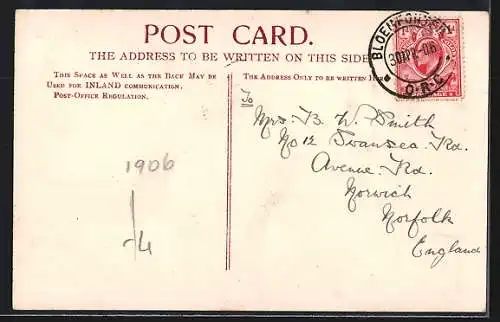 POST CARD.
THE ADDRESS TO BE WRITTEN ON THIS SIDE
THIS SPACE AS WELL AS THE BACK MAY BE
USED FOR INLAND COMMUNICATION.
POST-OFFICE REGULATION.
THE ADDRESS ONLY TO BE WRITTEN HERE
BLOEMFONTEIN
O.R.C
To
Mrs. B. W. Smith
No 12 Swansea Rd.
Avenue Rd.
Norwich
Norfolk
England
1906
-/4